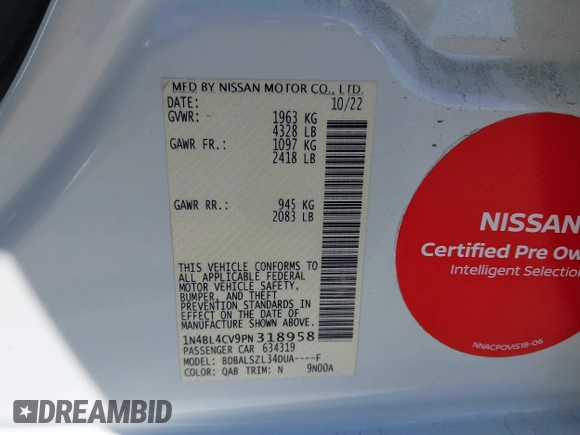 MFD BY NISSAN MOTOR CO., LTD.
DATE: 10/22
GVWR: 1963 KG
4328 LB
GAWR FR.: 1097 KG
2418 LB
GAWR RR.: 945 KG
2083 LB
THIS VEHICLE CONFORMS TO
ALL APPLICABLE FEDERAL
MOTOR VEHICLE SAFETY,
BUMPER, AND THEFT
PREVENTION STANDARDS IN
EFFECT ON THE DATE OF
MANUFACTURE SHOWN ABOVE.
1N4BL4CV9PN318958
PASSENGER CAR 634319
MODEL: BDBALSZL34DUA----F
COLOR: QAB TRIM: N 9N00A
NISSAN
Certified Pre Ow
Intelligent Selection
NNACPOVIS18-06
DREAMBID